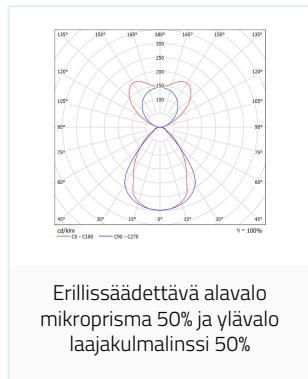 135° 150° 165° 180° 165° 150° 135°
300
120° 250 120°
200
105° 150 105°
100
90° 90°
75° 75°
60° 60°
45° 30° 15° 0° 15° 30° 45°
cd/klm η = 100%
C0 - C180 C90 - C270
Erillissäädettävä alavalo
mikroprisma 50% ja ylävalo
laajakulmalinssi 50%